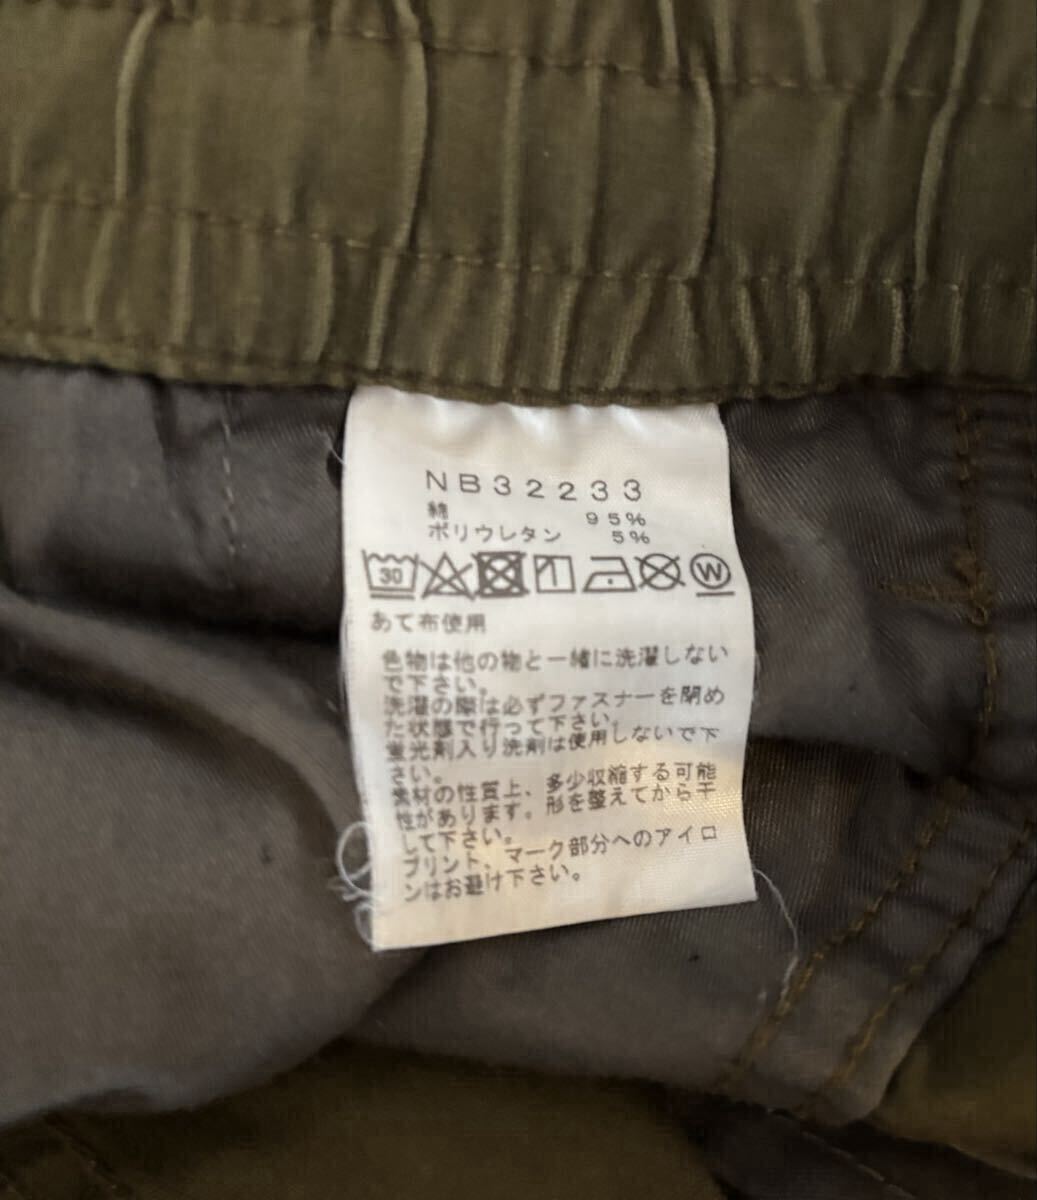 NB32233
綿 95%
ポリウレタン 5%
30 W
あて布使用
色物は他の物と一緒に洗濯しない
で下さい。
洗濯の際は必ずファスナーを閉め
た状態で行って下さい。
蛍光剤入り洗剤は使用しないで下
さい。
素材の性質上、多少収縮する可能
性があります。形を整えてから干
して下さい。
プリント、マーク部分へのアイロ
ンはお避け下さい。